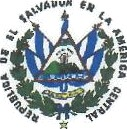 REPUBLICA DE EL SALVADOR EN LA AMERICA CENTRAL